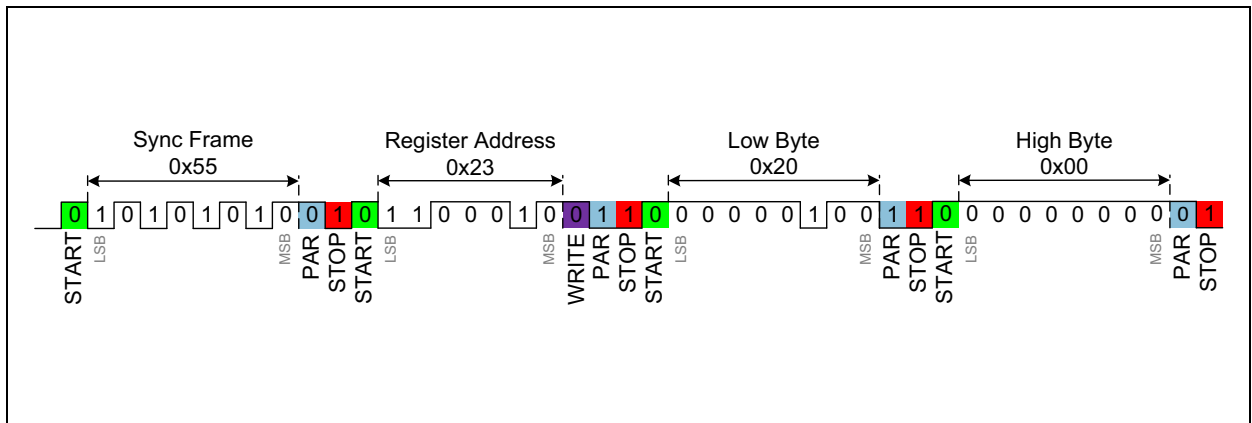 Sync Frame Register Address Low Byte High Byte
0x55 0x23 0x20 0x00
0 1 0 1 0 1 0 1 0 0 1 0 1 1 0 0 0 1 0 0 1 1 0 0 0 0 0 0 1 0 0 1 1 0 0 0 0 0 0 0 0 0 0 1
START LSB MSB PAR STOP START LSB MSB WRITE PAR STOP START LSB MSB PAR STOP START LSB MSB PAR STOP